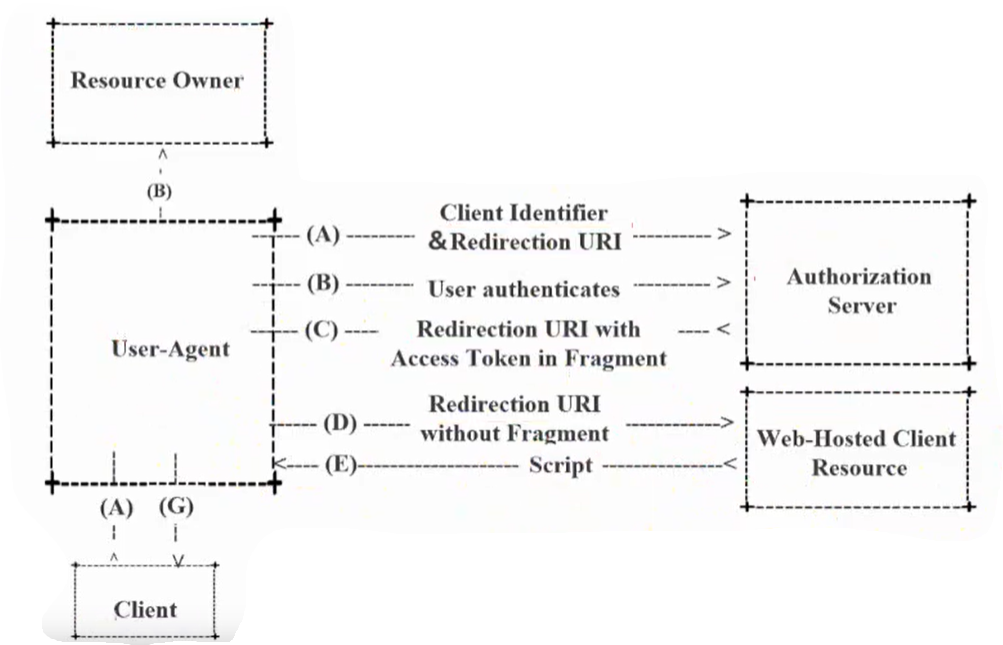 Resource Owner
(B)
(A) Client Identifier
&Redirection URI
(B) User authenticates
(C) Redirection URI with
Access Token in Fragment
Authorization
Server
User-Agent
(D) Redirection URI
without Fragment
(E) Script
Web-Hosted Client
Resource
(A) (G)
Client